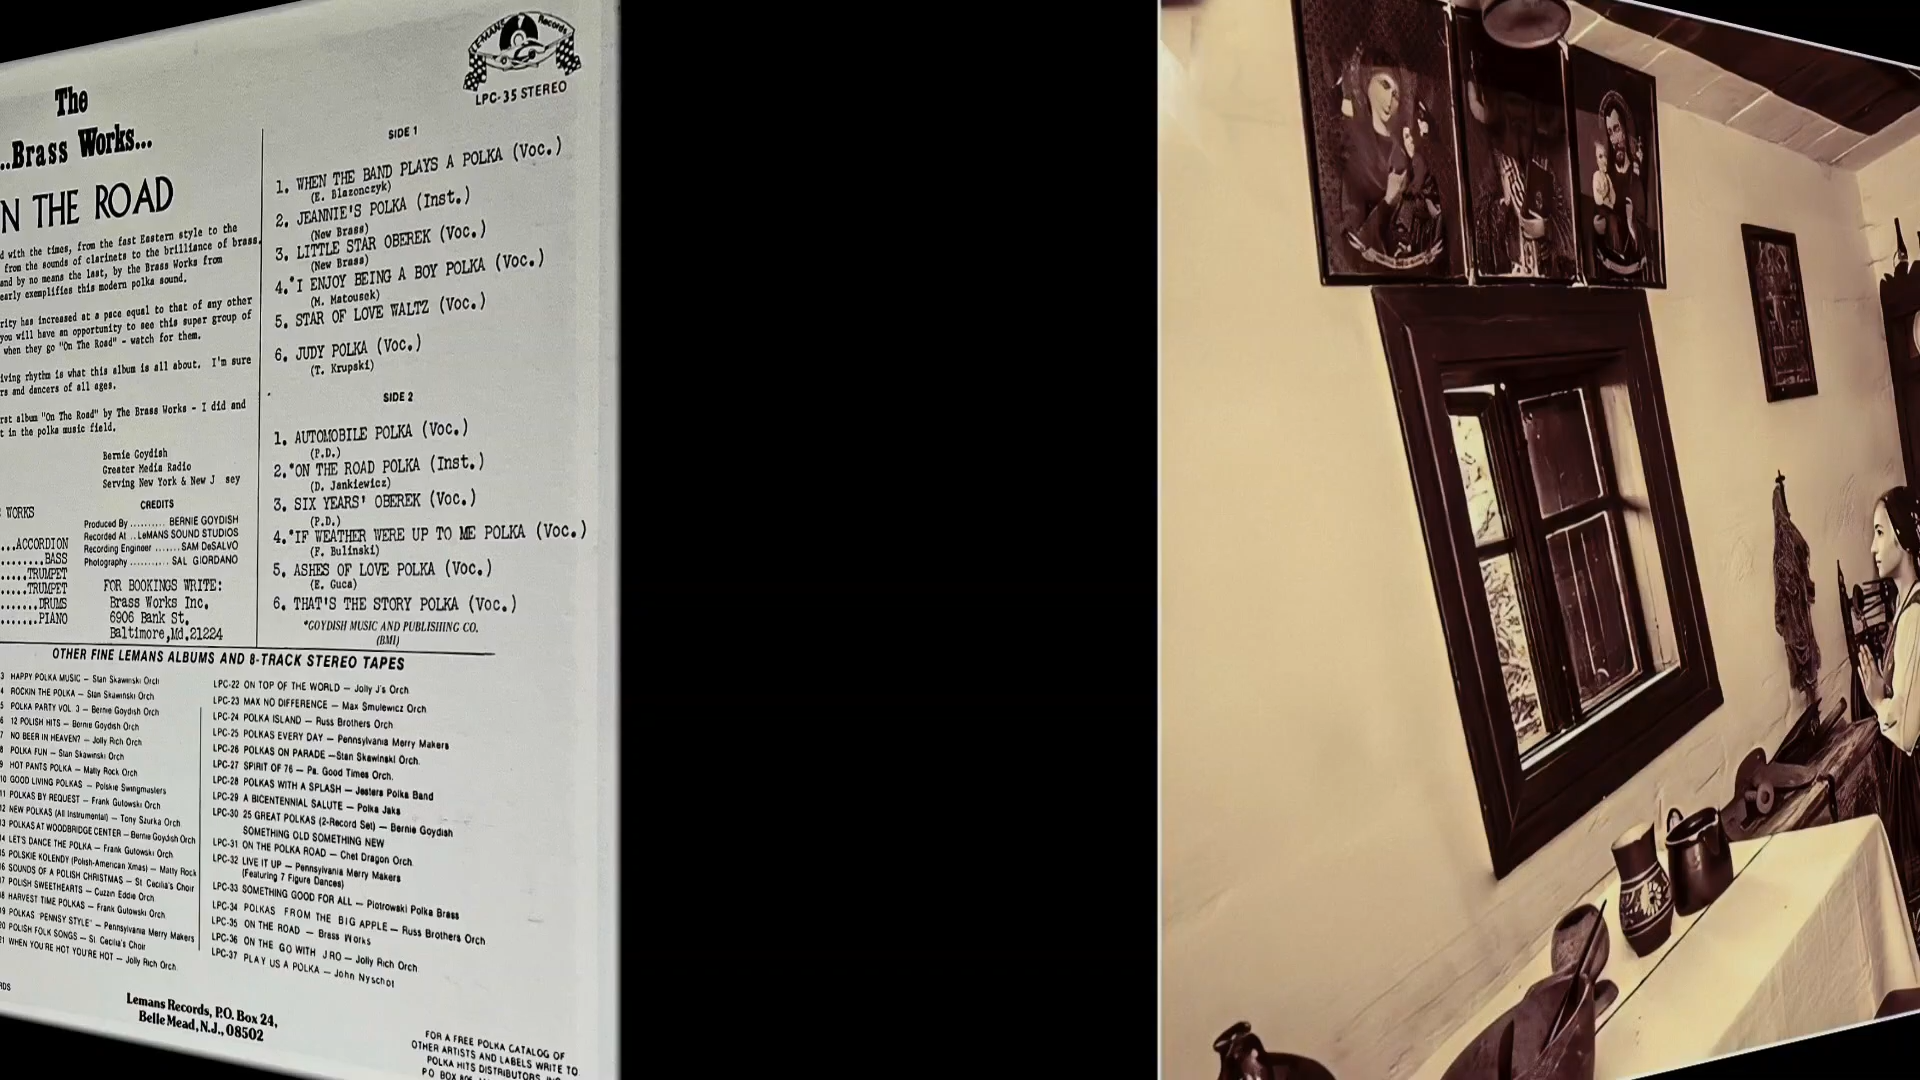 The
...Brass Works...
N THE ROAD
d with the times, from the fast Eastern style to the
from the sounds of clarinets to the brilliance of brass.
and by no means the last, by the Brass Works from
early exemplifies this modern polka sound.
rity has increased at a pace equal to that of any other
you will have an opportunity to see this super group of
when they go "On The Road" - watch for them.
iving rhythm is what this album is all about. I'm sure
rs and dancers of all ages.
rst album "On The Road" by The Brass Works - I did and
t in the polka music field.
Bernie Goydish
Greater Media Radio
Serving New York & New J sey
WORKS
...ACCORDION
........BASS
.....TRUMPET
.....TRUMPET
.......DRUMS
.......PIANO
CREDITS
Produced By .......... BERNIE GOYDISH
Recorded At .. LeMANS SOUND STUDIOS
Recording Engineer ....... SAM DeSALVO
Photography ........... SAL GIORDANO
FOR BOOKINGS WRITE:
Brass Works Inc.
6906 Bank St.
Baltimore,Md.21224
LE-MANS Records
LPC-35 STEREO
SIDE 1
1. WHEN THE BAND PLAYS A POLKA (Voc.)
(E. Blazonczyk)
2. JEANNIE'S POLKA (Inst.)
(New Brass)
3. LITTLE STAR OBEREK (Voc.)
(New Brass)
4.*I ENJOY BEING A BOY POLKA (Voc.)
(M. Matousek)
5. STAR OF LOVE WALTZ (Voc.)
6. JUDY POLKA (Voc.)
(T. Krupski)
SIDE 2
1. AUTOMOBILE POLKA (Voc.)
(P.D.)
2.*ON THE ROAD POLKA (Inst.)
(D. Jankiewicz)
3. SIX YEARS' OBEREK (Voc.)
(P.D.)
4.*IF WEATHER WERE UP TO ME POLKA (Voc.)
(F. Bulinski)
5. ASHES OF LOVE POLKA (Voc.)
(E. Guca)
6. THAT'S THE STORY POLKA (Voc.)
*GOYDISH MUSIC AND PUBLISHING CO.
(BMI)
OTHER FINE LEMANS ALBUMS AND 8-TRACK STEREO TAPES
3 HAPPY POLKA MUSIC – Stan Skawinski Orch
4 ROCKIN THE POLKA – Stan Skawinski Orch
5 POLKA PARTY VOL. 3 – Bernie Goydish Orch
6 12 POLISH HITS – Bernie Goydish Orch
7 NO BEER IN HEAVEN? – Jolly Rich Orch
8 POLKA FUN – Stan Skawinski Orch
9 HOT PANTS POLKA – Matty Rock Orch
10 GOOD LIVING POLKAS – Polskie Swingmasters
11 POLKAS BY REQUEST – Frank Gutowski Orch
12 NEW POLKAS (All Instrumental) – Tony Szurka Orch
13 POLKAS AT WOODBRIDGE CENTER – Bernie Goydish Orch
14 LETS DANCE THE POLKA – Frank Gutowski Orch
15 POLSKIE KOLENDY (Polish-American Xmas) – Matty Rock
16 SOUNDS OF A POLISH CHRISTMAS – St Cecilia's Choir
17 POLISH SWEETHEARTS – Cuzzin Eddie Orch
18 HARVEST TIME POLKAS – Frank Gutowski Orch
19 POLKAS "PENNSY STYLE" – Pennsylvania Merry Makers
20 POLISH FOLK SONGS – St. Cecilia's Choir
21 WHEN YOU'RE HOT YOU'RE HOT – Jolly Rich Orch
LPC-22 ON TOP OF THE WORLD – Jolly J's Orch
LPC-23 MAX NO DIFFERENCE – Max Smulewicz Orch
LPC-24 POLKA ISLAND – Russ Brothers Orch.
LPC-25 POLKAS EVERY DAY – Pennsylvania Merry Makers
LPC-26 POLKAS ON PARADE – Stan Skawinski Orch.
LPC-27 SPIRIT OF 76 – Pa. Good Times Orch.
LPC-28 POLKAS WITH A SPLASH – Jesters Polka Band
LPC-29 A BICENTENNIAL SALUTE – Polka Jaks
LPC-30 25 GREAT POLKAS (2-Record Set) – Bernie Goydish
SOMETHING OLD SOMETHING NEW
LPC-31 ON THE POLKA ROAD – Chet Dragon Orch.
LPC-32 LIVE IT UP – Pennsylvania Merry Makers
(Featuring 7 Figure Dances)
LPC-33 SOMETHING GOOD FOR ALL – Piotrowski Polka Brass
LPC-34 POLKAS FROM THE BIG APPLE – Russ Brothers Orch
LPC-35 ON THE ROAD – Brass Works
LPC-36 ON THE GO WITH J RO – Jolly Rich Orch
LPC-37 PLAY US A POLKA – John Nyschot
RDS
Lemans Records, P.O. Box 24,
Belle Mead, N.J., 08502
FOR A FREE POLKA CATALOG OF
OTHER ARTISTS AND LABELS WRITE TO
POLKA HITS DISTRIBUTORS, INC.
PO BOX